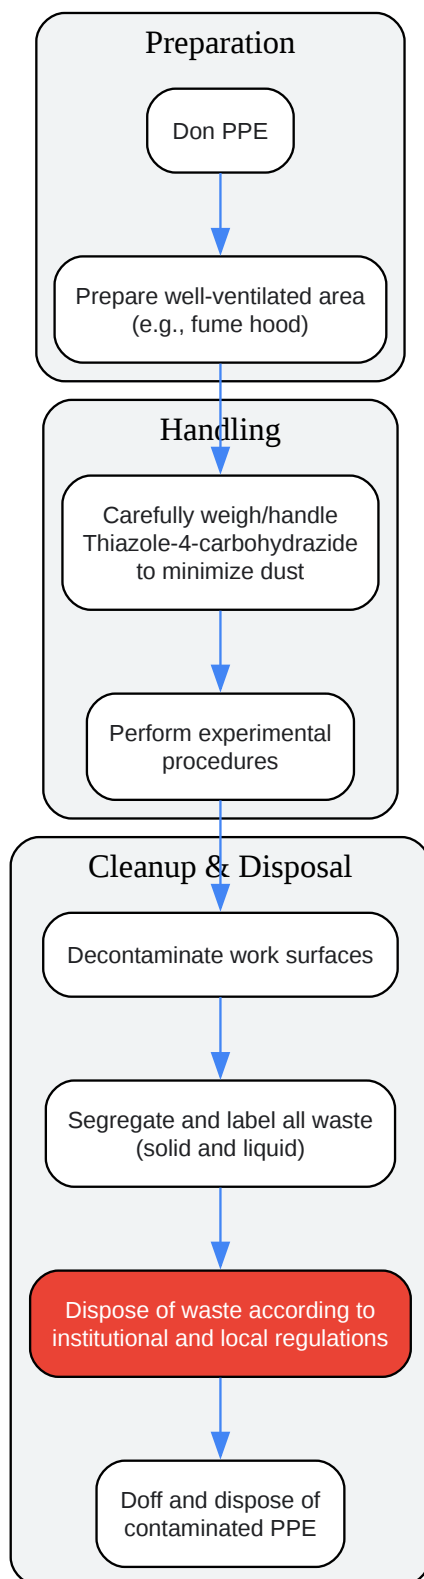 Preparation
Don PPE
Prepare well-ventilated area
(e.g., fume hood)
Handling
Carefully weigh/handle
Thiazole-4-carbohydrazide
to minimize dust
Perform experimental
procedures
Cleanup & Disposal
Decontaminate work surfaces
Segregate and label all waste
(solid and liquid)
Dispose of waste according to
institutional and local regulations
Doff and dispose of
contaminated PPE